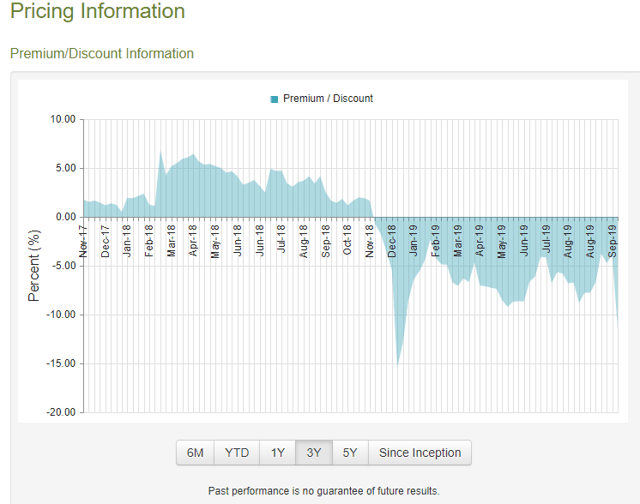 Pricing Information
Premium/Discount Information
Premium / Discount
10.00
5.00
0.00
-5.00
-10.00
-15.00
-20.00
Percent (%)
Nov-17 Dec-17 Jan-18 Feb-18 Mar-18 Apr-18 May-18 Jun-18 Jun-18 Jul-18 Aug-18 Sep-18 Oct-18 Nov-18 Dec-18 Jan-19 Feb-19 Mar-19 Apr-19 May-19 Jun-19 Jul-19 Aug-19 Aug-19 Sep-19
6M YTD 1Y 3Y 5Y Since Inception
Past performance is no guarantee of future results.